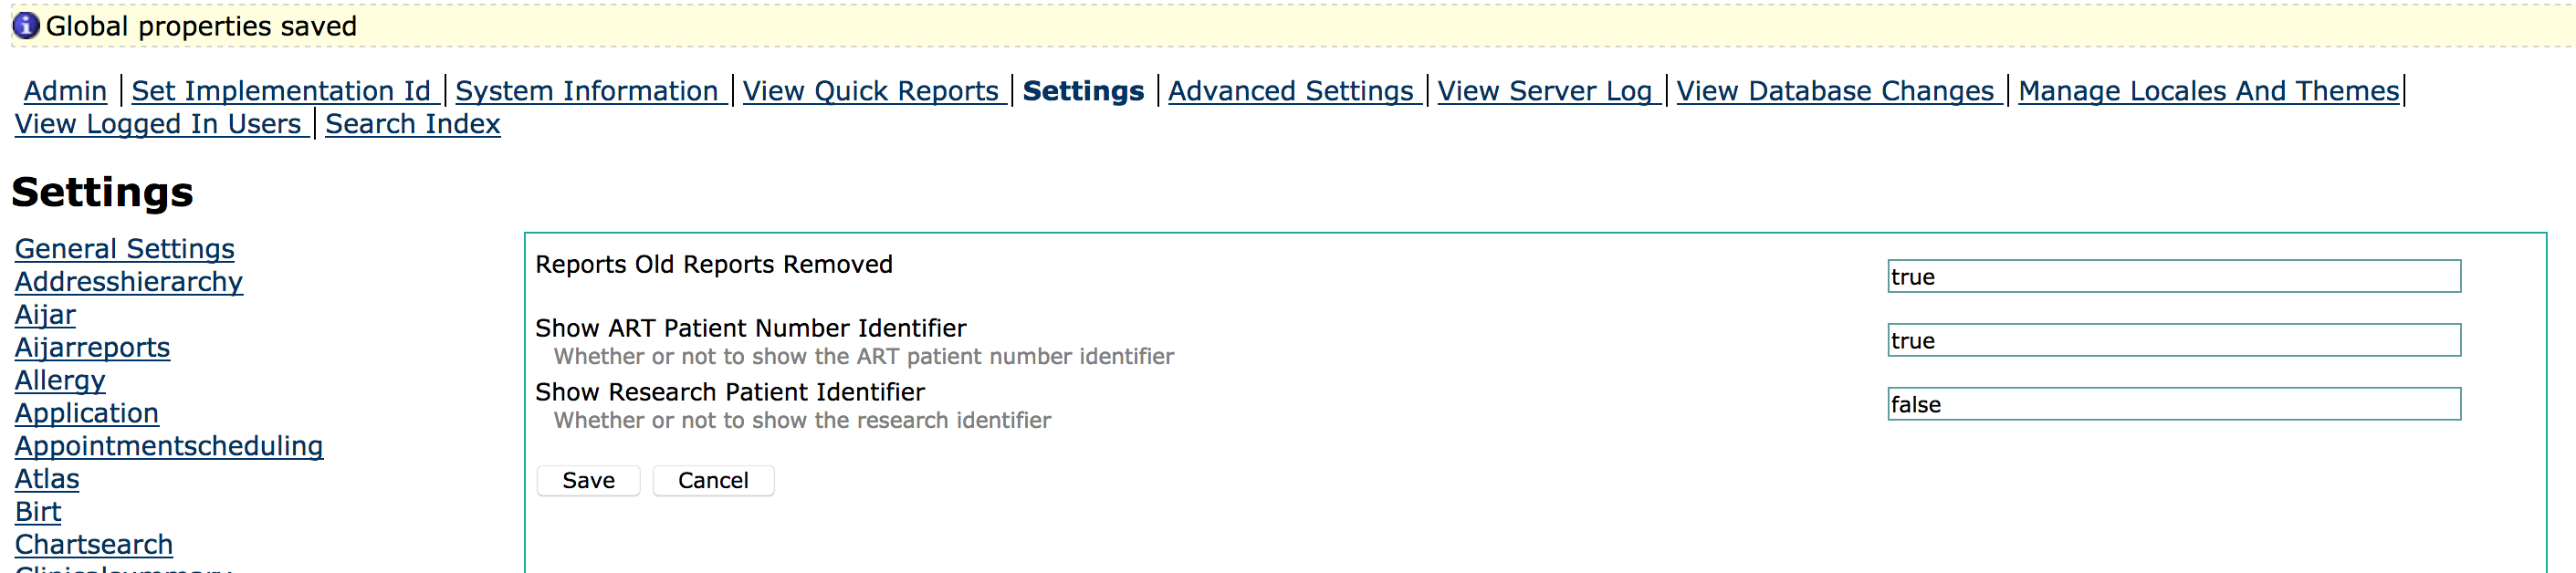 Global properties saved
Admin Set Implementation Id System Information View Quick Reports Settings Advanced Settings View Server Log View Database Changes Manage Locales And Themes
View Logged In Users Search Index
Settings
General Settings
Addresshierarchy
Aijar
Aijarreports
Allergy
Application
Appointmentscheduling
Atlas
Birt
Chartsearch
Clinicalsummary
Reports Old Reports Removed
true
Show ART Patient Number Identifier
Whether or not to show the ART patient number identifier
true
Show Research Patient Identifier
Whether or not to show the research identifier
false
Save Cancel